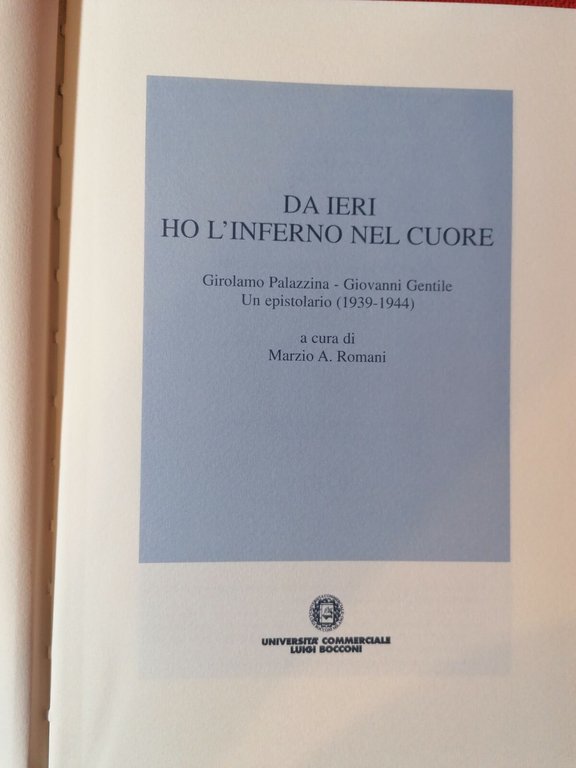 DA IERI
HO L'INFERNO NEL CUORE
Girolamo Palazzina - Giovanni Gentile
Un epistolario (1939-1944)
a cura di
Marzio A. Romani
UNIVERSITA' COMMERCIALE
LUIGI BOCCONI